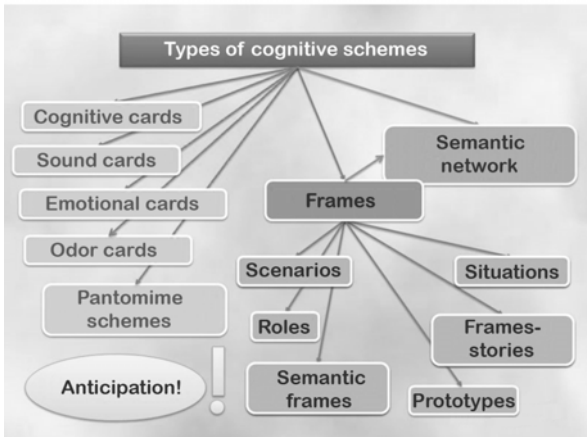 Types of cognitive schemes
Cognitive cards
Sound cards
Emotional cards
Odor cards
Pantomime
schemes
Semantic
network
Frames
Scenarios
Situations
Roles
Frames-
stories
Semantic
frames
Prototypes
Anticipation!
!